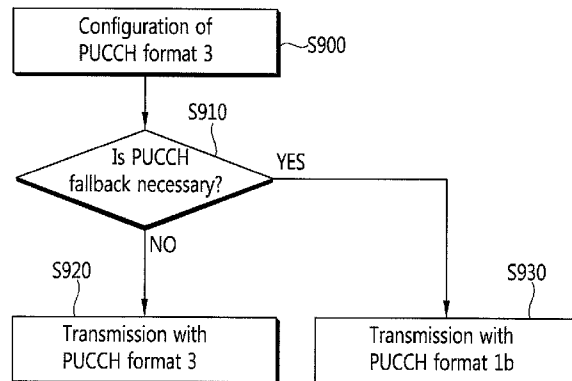 Configuration of
PUCCH format 3
S900
S910
Is PUCCH
fallback necessary?
YES
NO
S920
S930
Transmission with
PUCCH format 3
Transmission with
PUCCH format 1b